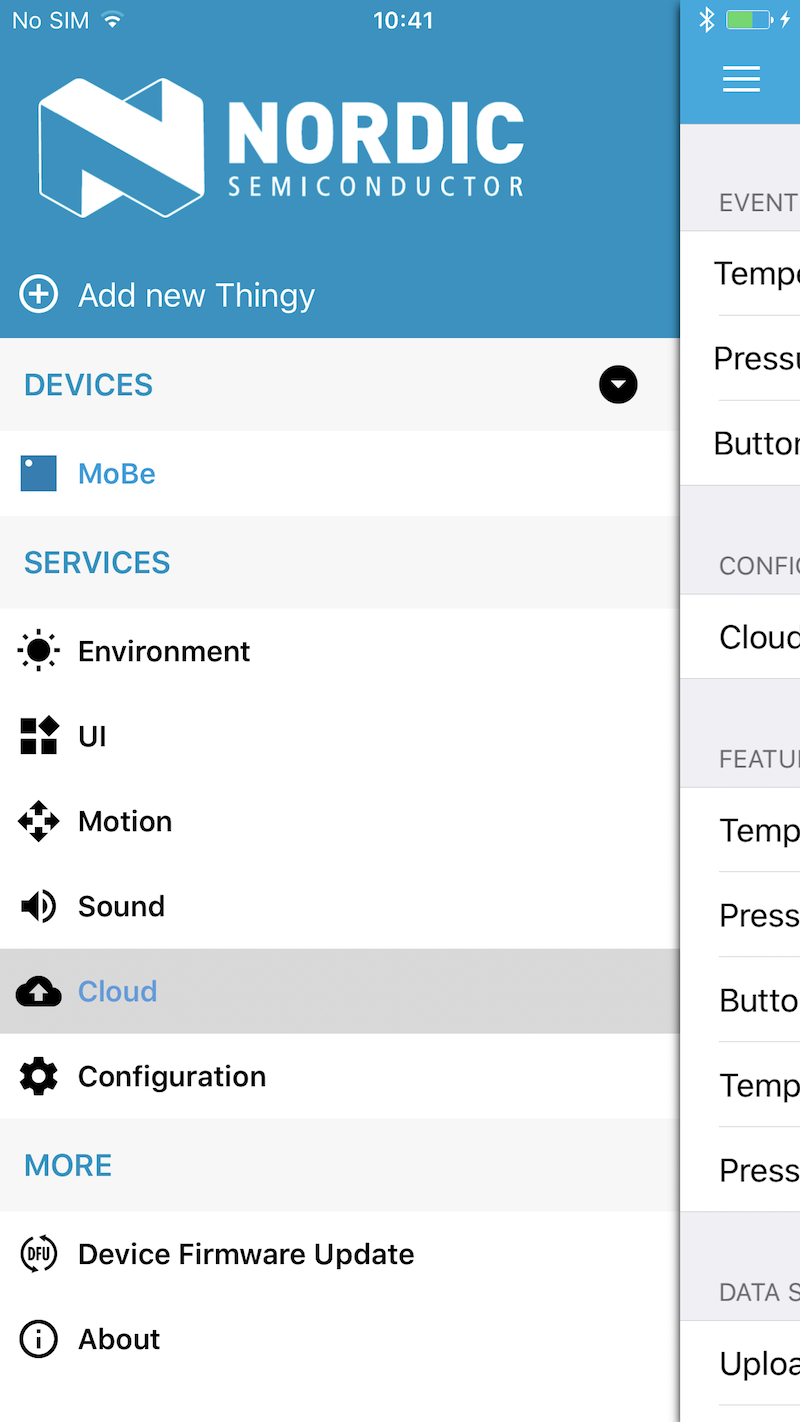 No SIM 10:41
NORDIC
SEMICONDUCTOR
Add new Thingy
DEVICES
MoBe
SERVICES
Environment
UI
Motion
Sound
Cloud
Configuration
MORE
DFU Device Firmware Update
About
EVENT
Tempe
Pressu
Button
CONFIG
Cloud
FEATU
Temp
Press
Butto
Temp
Press
DATA S
Uploa